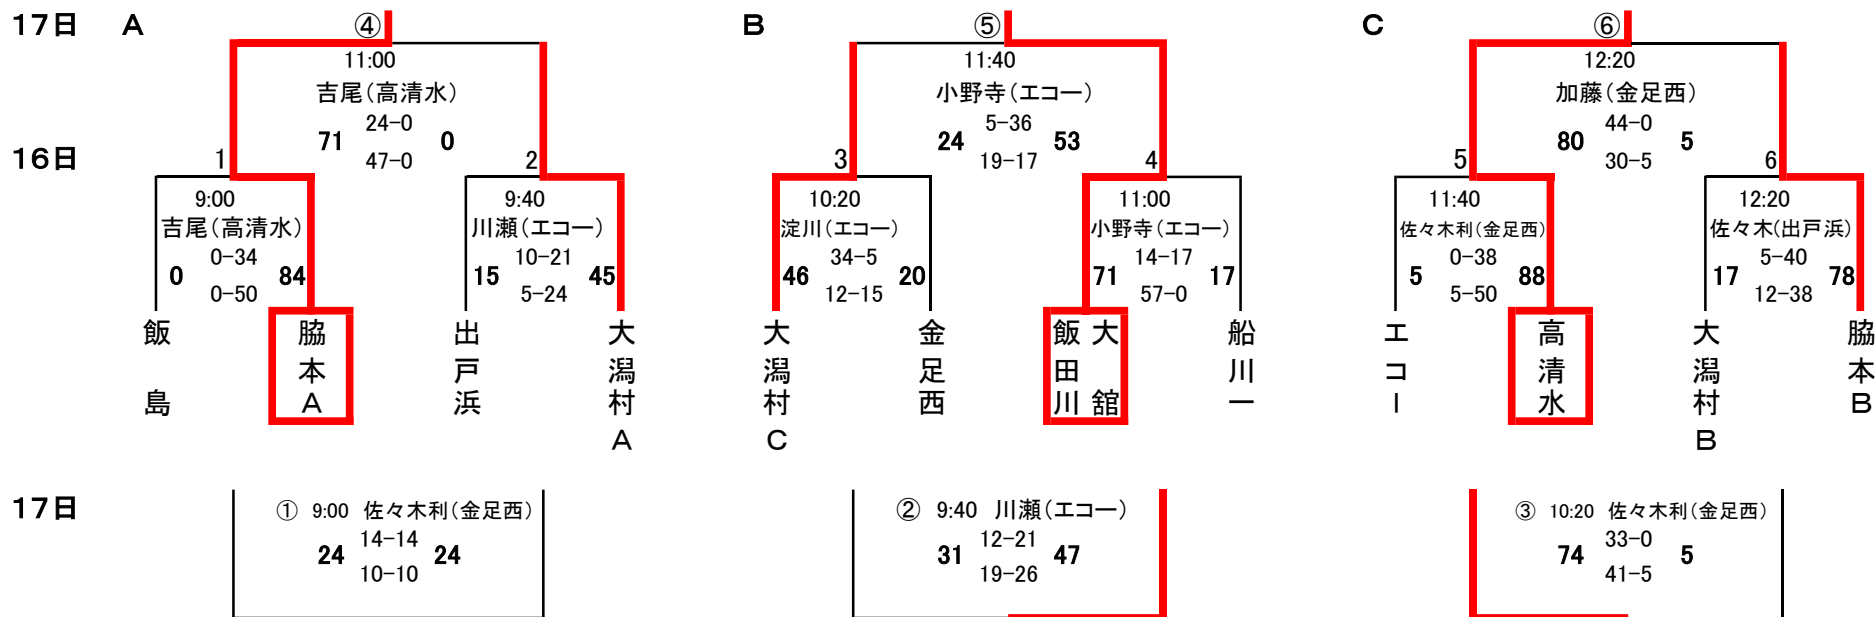 17日 A ④ B ⑤ C ⑥
11:00 11:40 12:20
吉尾（高清水） 小野寺（エコー） 加藤（金足西）
24−0 5−36 44−0
71 0 24 53 80 5
47−0 19−17 30−5
16日 1 2 3 4 5 6
9:00 9:40 10:20 11:00 11:40 12:20
吉尾（高清水） 川瀬（エコー） 淀川（エコー） 小野寺（エコー） 佐々木利（金足西） 佐々木（出戸浜）
0−34 10−21 34−5 14−17 0−38 5−40
0 84 15 45 46 20 71 17 5 88 17 78
0−50 5−24 12−15 57−0 5−50 12−38
飯島
脇本A
出戸浜
大潟村A
大潟村C
金足西
飯田川
大舘
船川一
エコー
高清水
大潟村B
脇本B
17日 ① 9:00 佐々木利（金足西） ② 9:40 川瀬（エコー） ③ 10:20 佐々木利（金足西）
14−14 12−21 33−0
24 24 31 47 74 5
10−10 19−26 41−5